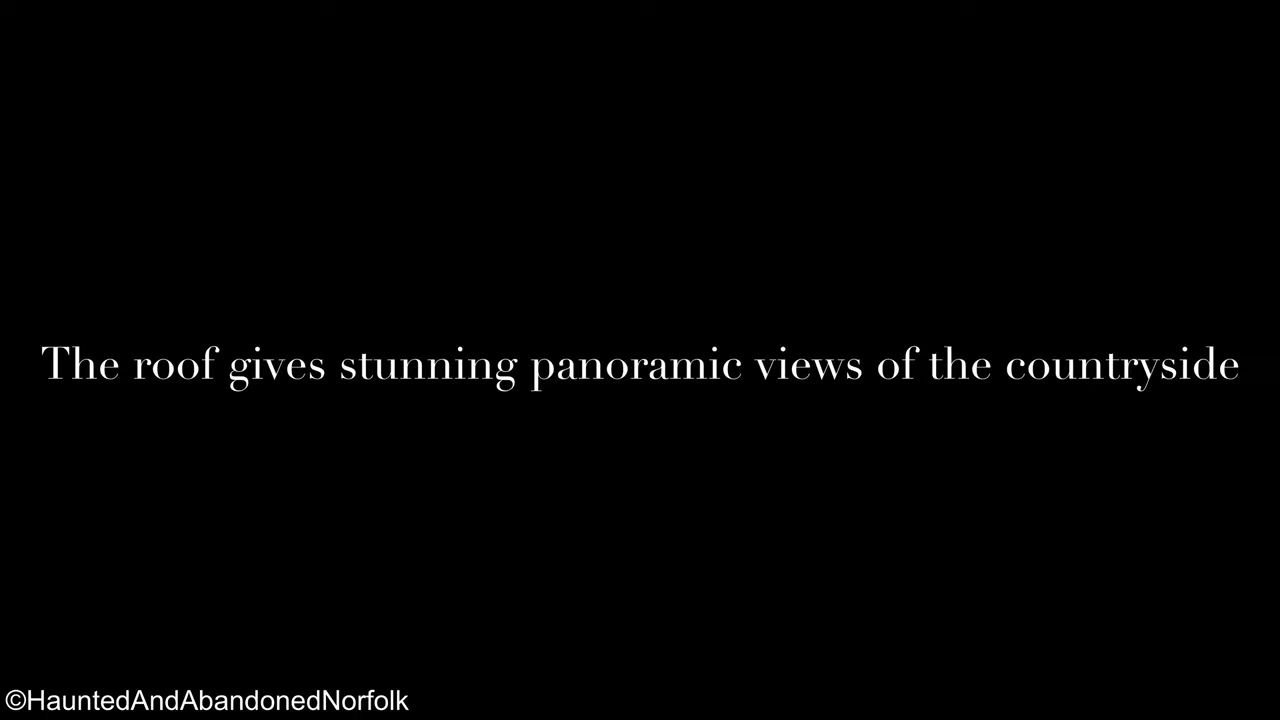 The roof gives stunning panoramic views of the countryside
©HauntedAndAbandonedNorfolk